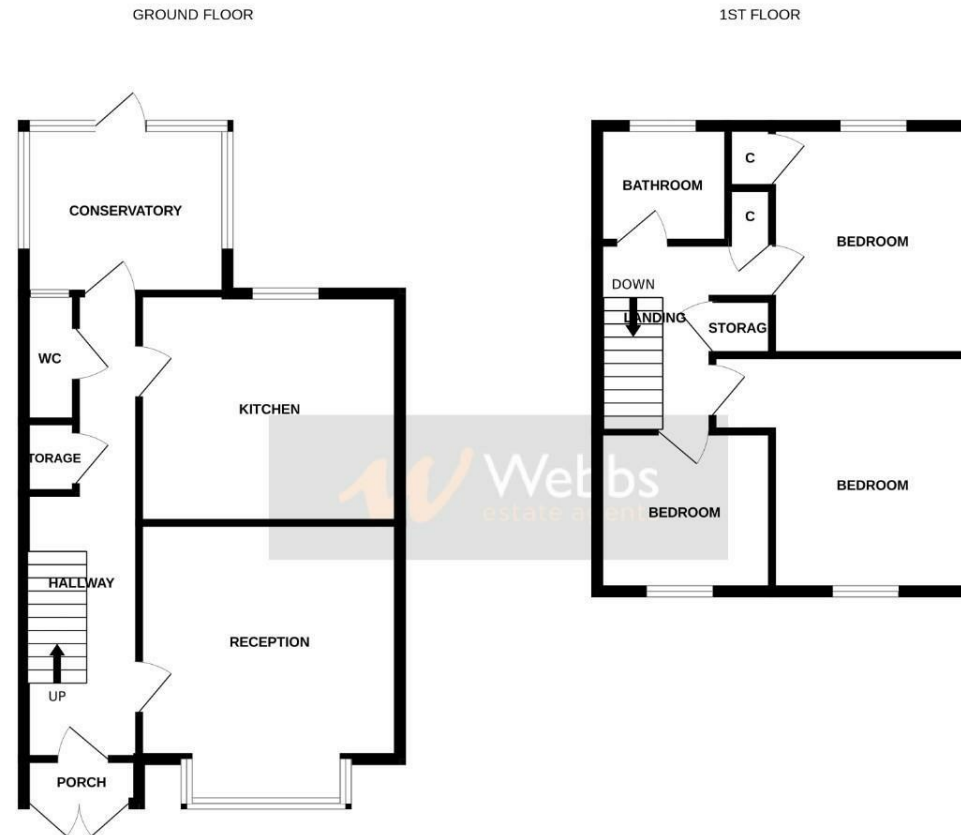 GROUND FLOOR
1ST FLOOR
CONSERVATORY
WC
TORAGE
KITCHEN
HALLWAY
UP
RECEPTION
PORCH
BATHROOM
C
C
BEDROOM
DOWN
LANDING
STORAG
BEDROOM
BEDROOM
Webbs
estate agents